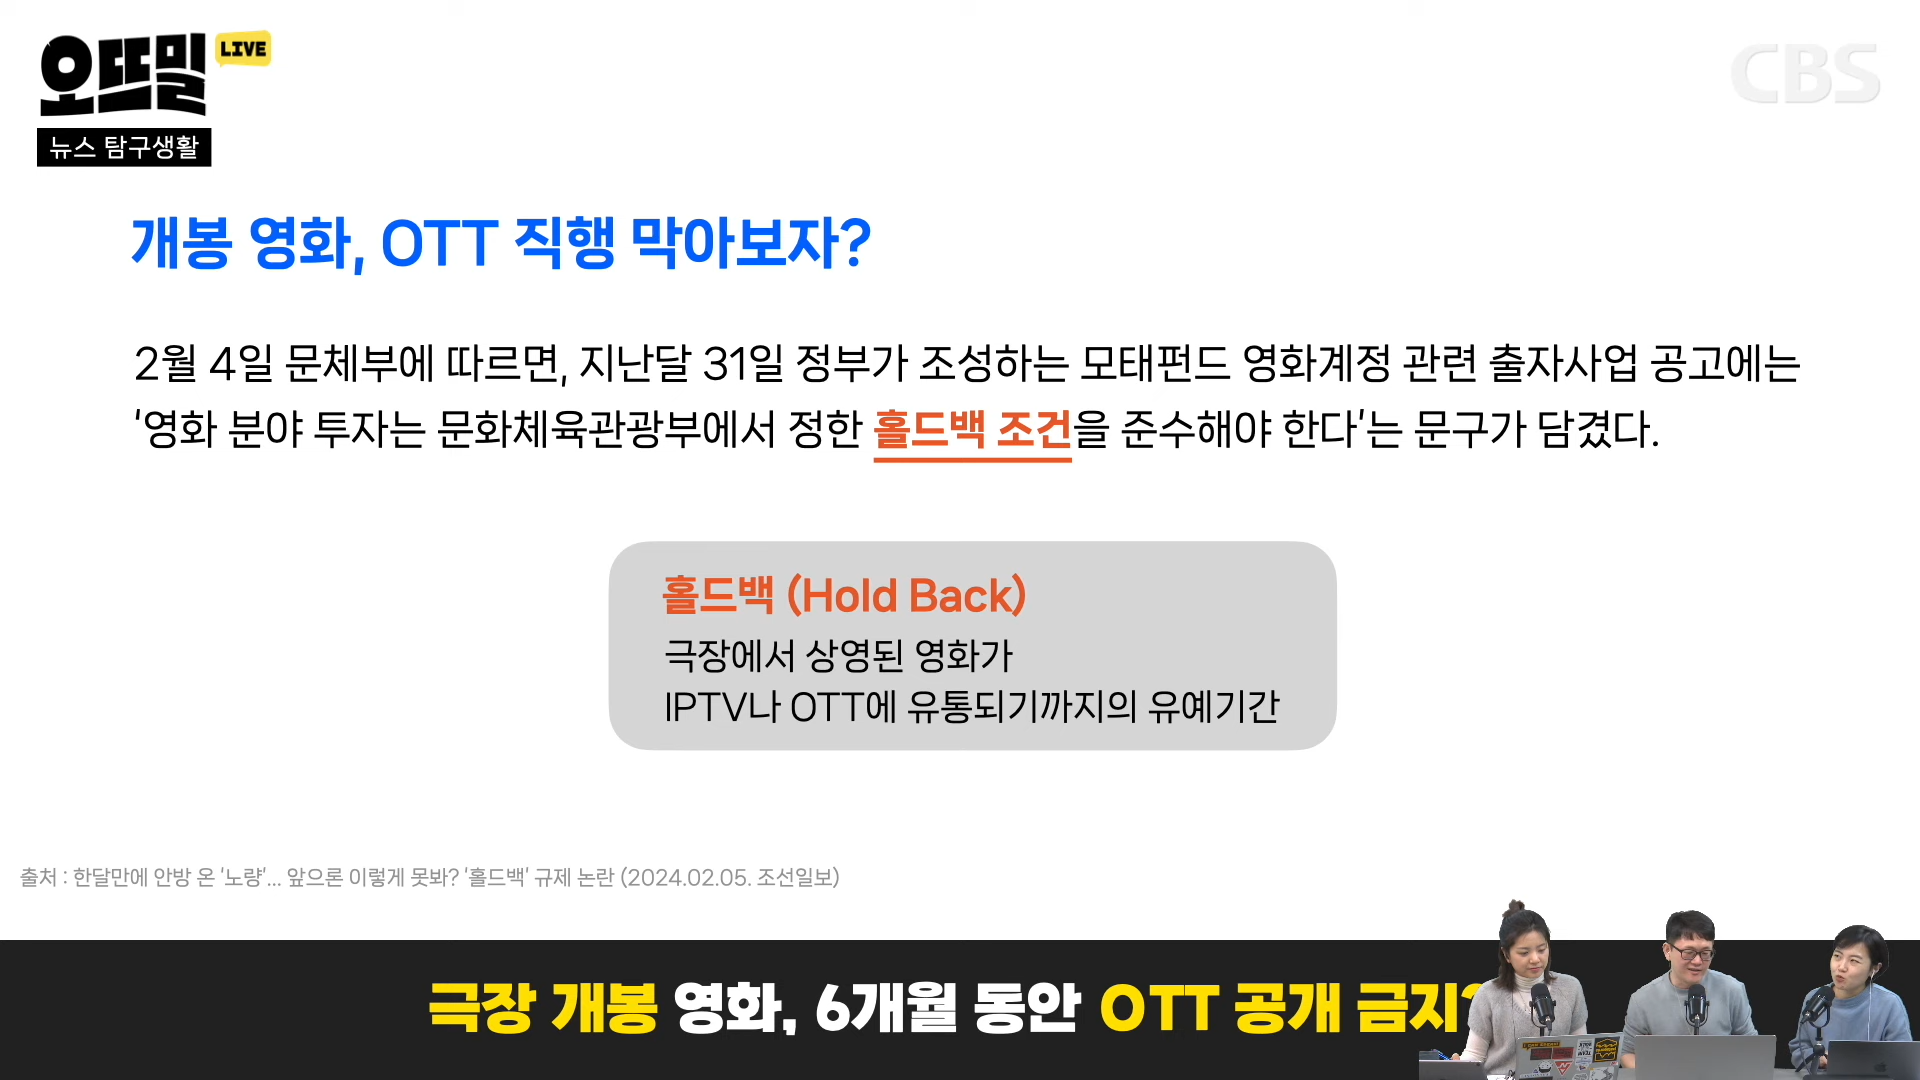 오뜨밀 LIVE
뉴스 탐구생활
CBS
개봉 영화, OTT 직행 막아보자?
2월 4일 문체부에 따르면, 지난달 31일 정부가 조성하는 모태펀드 영화계정 관련 출자사업 공고에는
‘영화 분야 투자는 문화체육관광부에서 정한 홀드백 조건을 준수해야 한다’는 문구가 담겼다.
홀드백 (Hold Back)
극장에서 상영된 영화가
IPTV나 OTT에 유통되기까지의 유예기간
출처 : 한달만에 안방 온 ‘노량’... 앞으론 이렇게 못봐? ‘홀드백’ 규제 논란 (2024.02.05. 조선일보)
극장 개봉 영화, 6개월 동안 OTT 공개 금지?